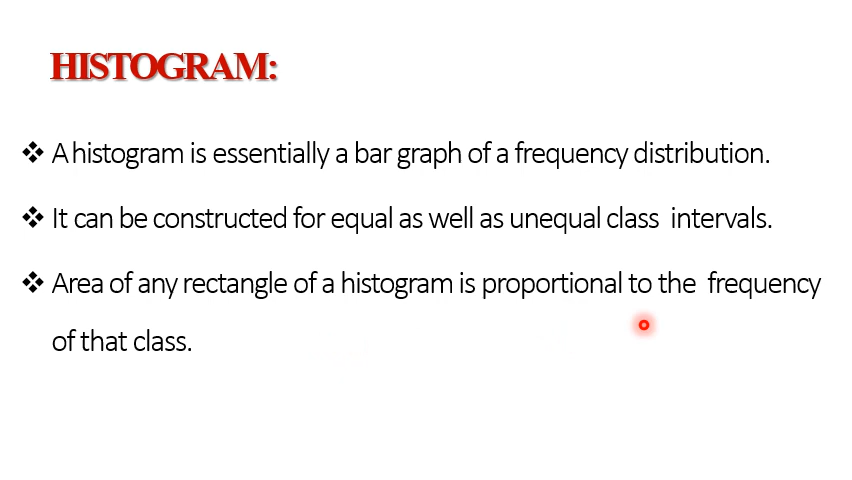 HISTOGRAM:
❖ A histogram is essentially a bar graph of a frequency distribution.
❖ It can be constructed for equal as well as unequal class intervals.
❖ Area of any rectangle of a histogram is proportional to the frequency
of that class.